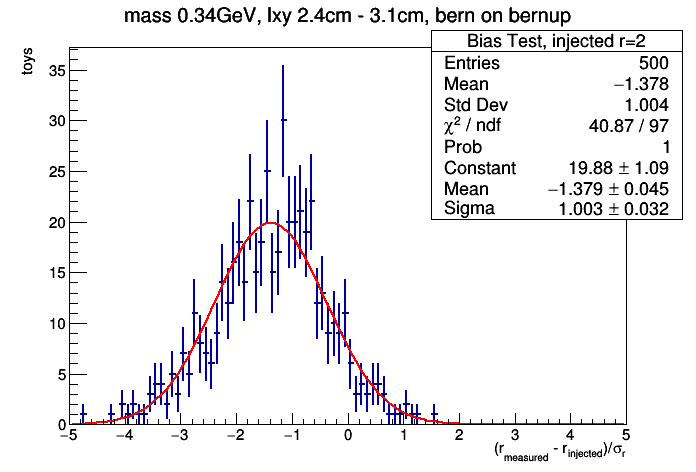 mass 0.34GeV, lxy 2.4cm - 3.1cm, bern on bernup
Bias Test, injected r=2
Entries 500
Mean −1.378
Std Dev 1.004
χ² / ndf 40.87 / 97
Prob 1
Constant 19.88 ± 1.09
Mean −1.379 ± 0.045
Sigma 1.003 ± 0.032
toys
35
30
25
20
15
10
5
0
−5 −4 −3 −2 −1 0 1 2 3 4 5
(r_measured - r_injected)/σ_r